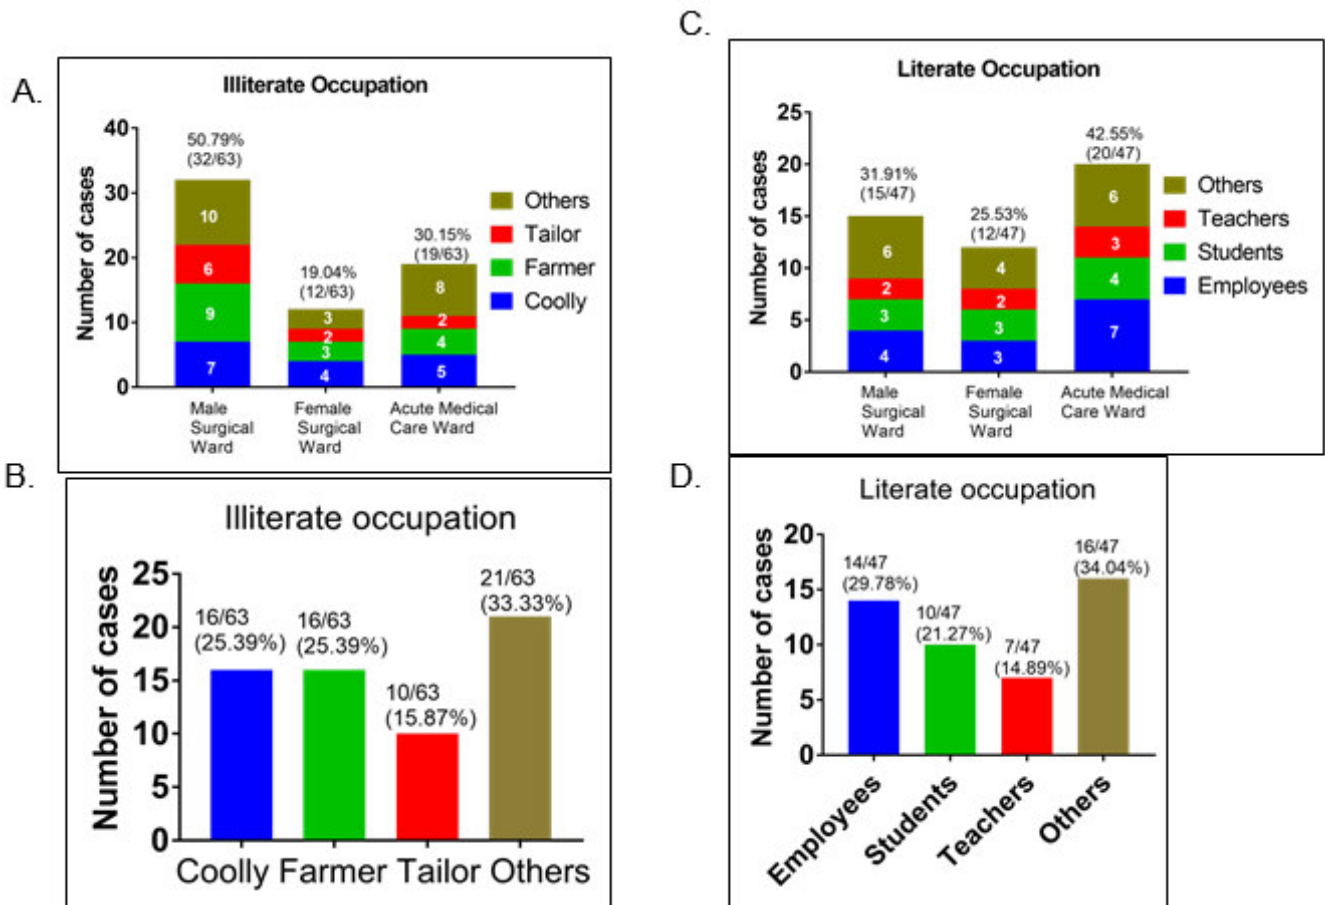 A.
Illiterate Occupation
Number of cases
40
30
20
10
0
50.79%
(32/63)
10
6
9
7
19.04%
(12/63)
3
2
3
4
30.15%
(19/63)
8
2
4
5
Others
Tailor
Farmer
Coolly
Male
Surgical
Ward
Female
Surgical
Ward
Acute Medical
Care Ward
B.
Illiterate occupation
Number of cases
25
20
15
10
5
0
16/63
(25.39%)
16/63
(25.39%)
10/63
(15.87%)
21/63
(33.33%)
Coolly Farmer Tailor Others
C.
Literate Occupation
Number of cases
25
20
15
10
5
0
31.91%
(15/47)
6
2
3
4
25.53%
(12/47)
4
2
3
3
42.55%
(20/47)
6
3
4
7
Others
Teachers
Students
Employees
Male
Surgical
Ward
Female
Surgical
Ward
Acute Medical
Care Ward
D.
Literate occupation
Number of cases
20
15
10
5
0
14/47
(29.78%)
10/47
(21.27%)
7/47
(14.89%)
16/47
(34.04%)
Employees
Students
Teachers
Others